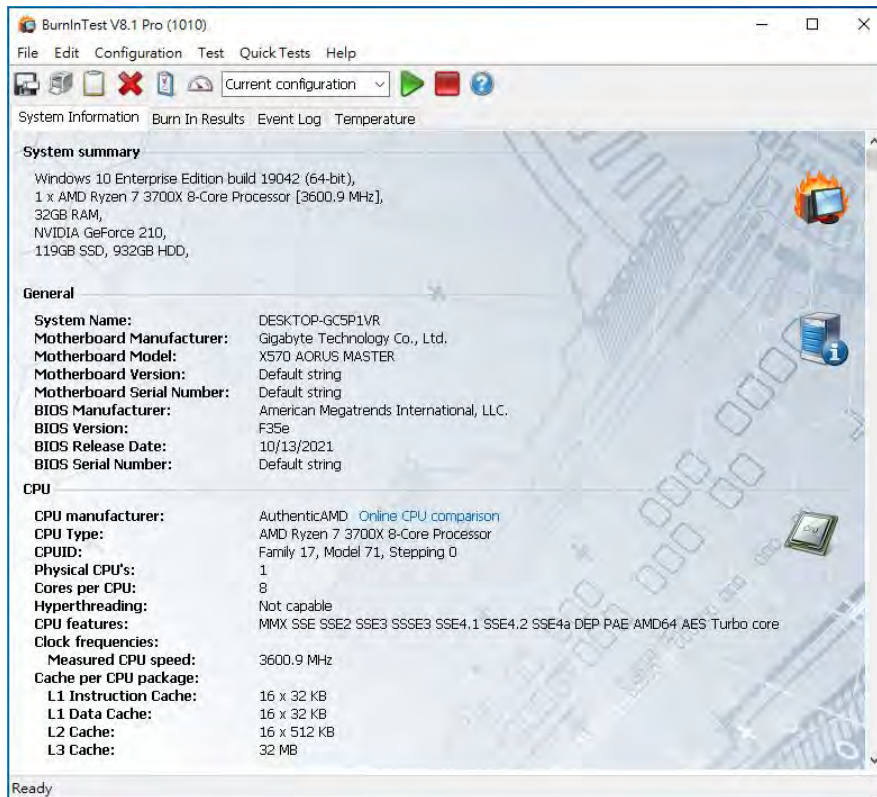 BurnInTest V8.1 Pro (1010)
File Edit Configuration Test Quick Tests Help
Current configuration
System Information Burn In Results Event Log Temperature
System summary
Windows 10 Enterprise Edition build 19042 (64-bit),
1 x AMD Ryzen 7 3700X 8-Core Processor [3600.9 MHz],
32GB RAM,
NVIDIA GeForce 210,
119GB SSD, 932GB HDD,
General
System Name: DESKTOP-GC5P1VR
Motherboard Manufacturer: Gigabyte Technology Co., Ltd.
Motherboard Model: X570 AORUS MASTER
Motherboard Version: Default string
Motherboard Serial Number: Default string
BIOS Manufacturer: American Megatrends International, LLC.
BIOS Version: F35e
BIOS Release Date: 10/13/2021
BIOS Serial Number: Default string
CPU
CPU manufacturer: AuthenticAMD Online CPU comparison
CPU Type: AMD Ryzen 7 3700X 8-Core Processor
CPUID: Family 17, Model 71, Stepping 0
Physical CPU's: 1
Cores per CPU: 8
Hyperthreading: Not capable
CPU features: MMX SSE SSE2 SSE3 SSSE3 SSE4.1 SSE4.2 SSE4a DEP PAE AMD64 AES Turbo core
Clock frequencies:
Measured CPU speed: 3600.9 MHz
Cache per CPU package:
L1 Instruction Cache: 16 x 32 KB
L1 Data Cache: 16 x 32 KB
L2 Cache: 16 x 512 KB
L3 Cache: 32 MB
Ready